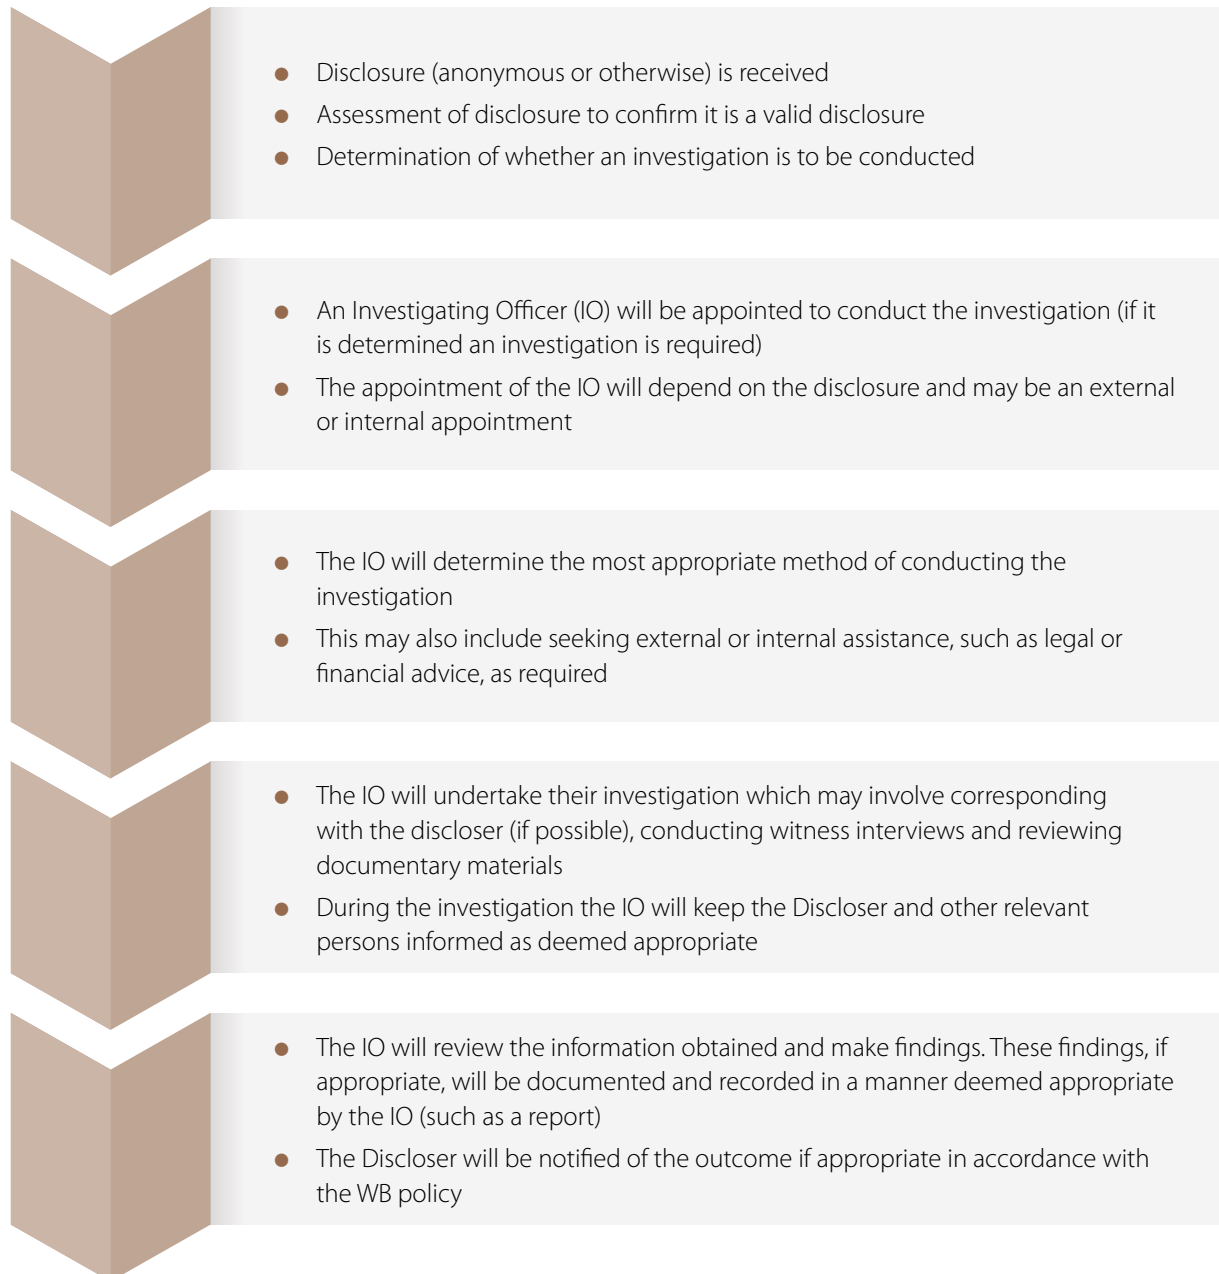 ● Disclosure (anonymous or otherwise) is received
● Assessment of disclosure to confirm it is a valid disclosure
● Determination of whether an investigation is to be conducted
● An Investigating Officer (IO) will be appointed to conduct the investigation (if it
is determined an investigation is required)
● The appointment of the IO will depend on the disclosure and may be an external
or internal appointment
● The IO will determine the most appropriate method of conducting the
investigation
● This may also include seeking external or internal assistance, such as legal or
financial advice, as required
● The IO will undertake their investigation which may involve corresponding
with the discloser (if possible), conducting witness interviews and reviewing
documentary materials
● During the investigation the IO will keep the Discloser and other relevant
persons informed as deemed appropriate
● The IO will review the information obtained and make findings. These findings, if
appropriate, will be documented and recorded in a manner deemed appropriate
by the IO (such as a report)
● The Discloser will be notified of the outcome if appropriate in accordance with
the WB policy